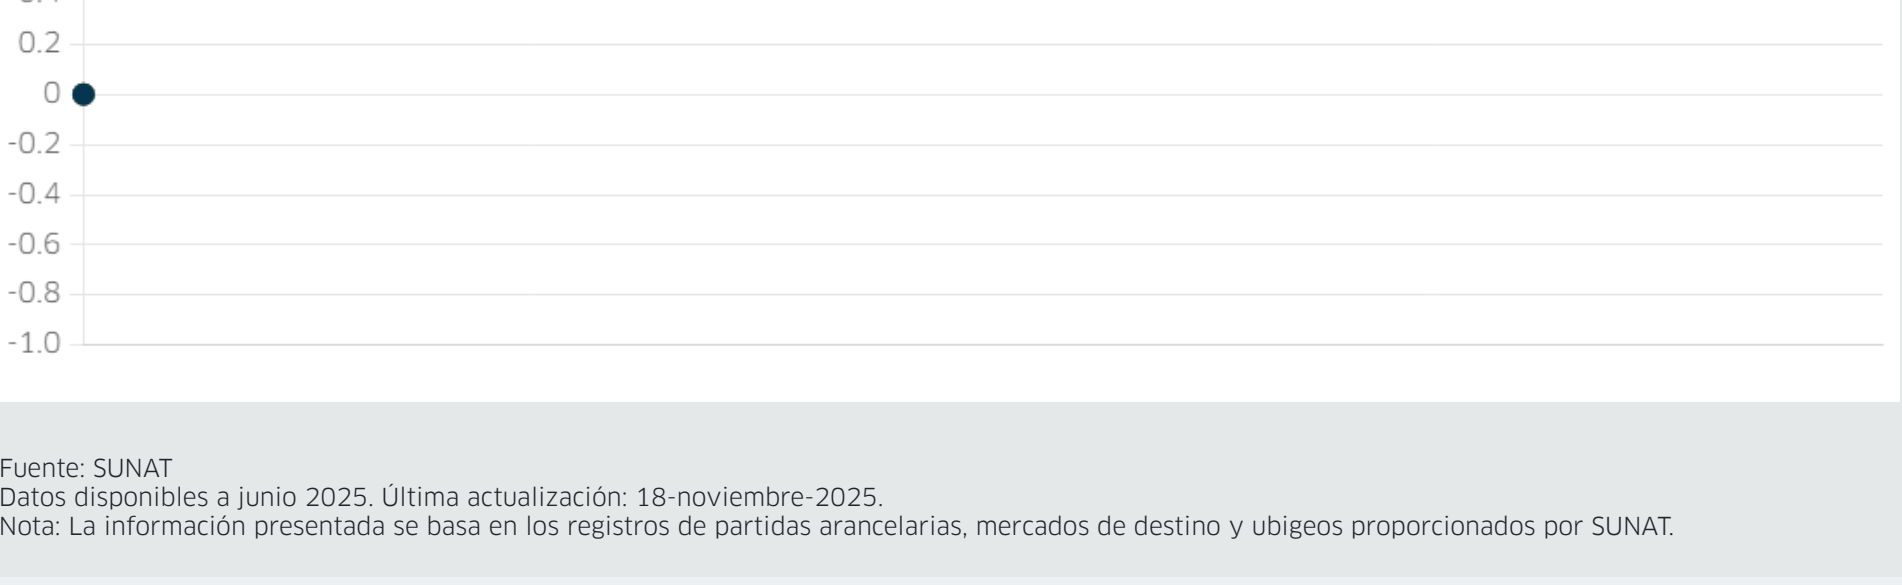 0.2
0
-0.2
-0.4
-0.6
-0.8
-1.0
Fuente: SUNAT
Datos disponibles a junio 2025. Última actualización: 18-noviembre-2025.
Nota: La información presentada se basa en los registros de partidas arancelarias, mercados de destino y ubigeos proporcionados por SUNAT.